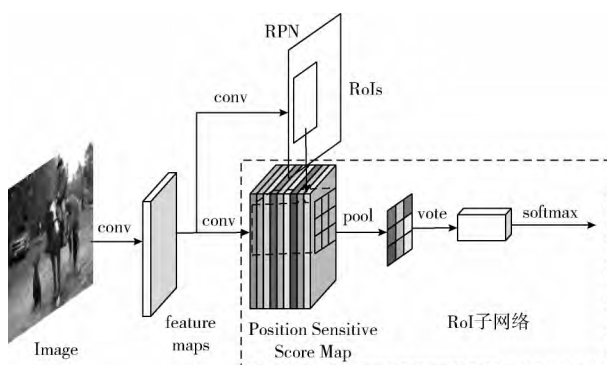 RPN
RoIs
conv
conv
conv
pool
vote
softmax
feature
maps
Position Sensitive
Score Map
RoI子网络
Image